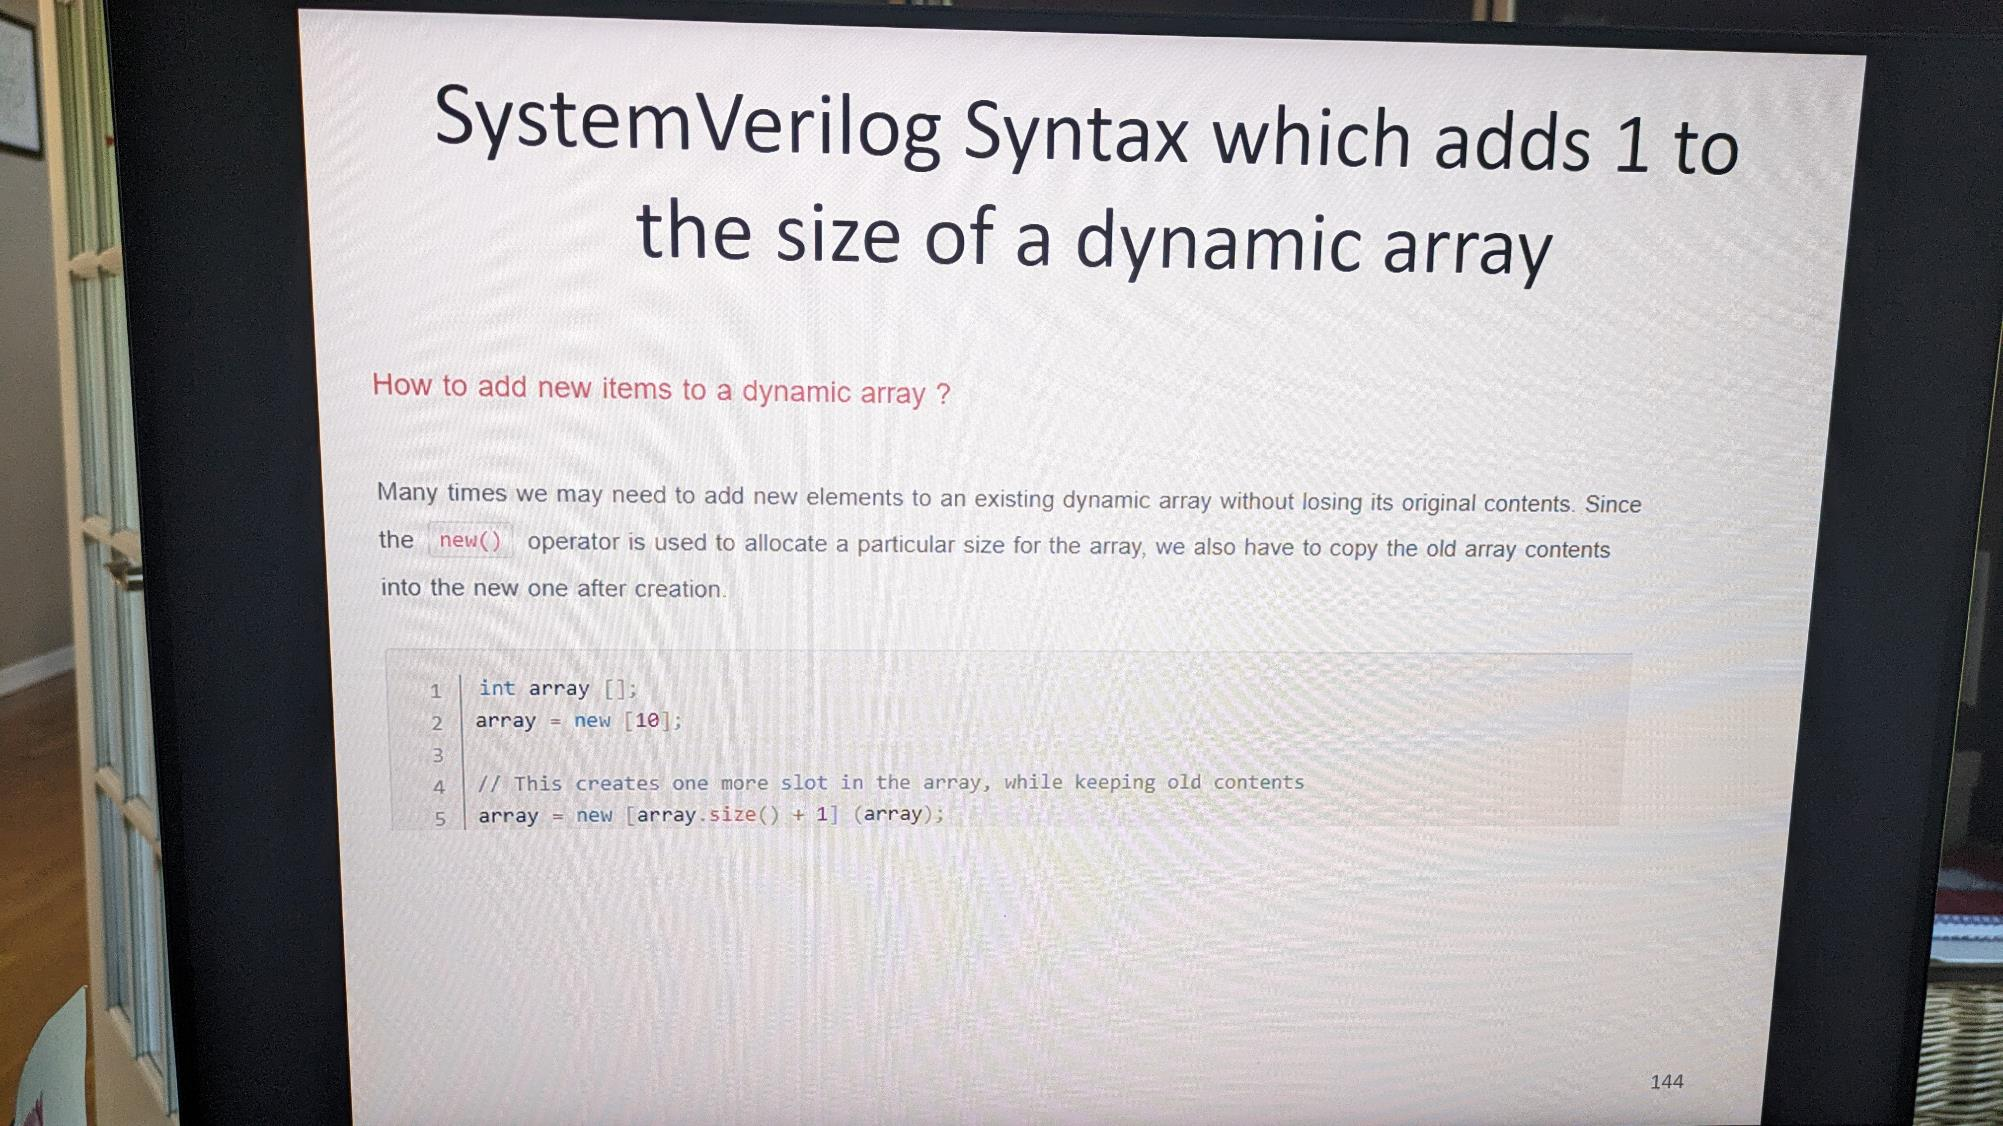 SystemVerilog Syntax which adds 1 to
the size of a dynamic array
How to add new items to a dynamic array ?
Many times we may need to add new elements to an existing dynamic array without losing its original contents. Since
the new() operator is used to allocate a particular size for the array, we also have to copy the old array contents
into the new one after creation.
1 int array [];
2 array = new [10];
3
4 // This creates one more slot in the array, while keeping old contents
5 array = new [array.size() + 1] (array);
144